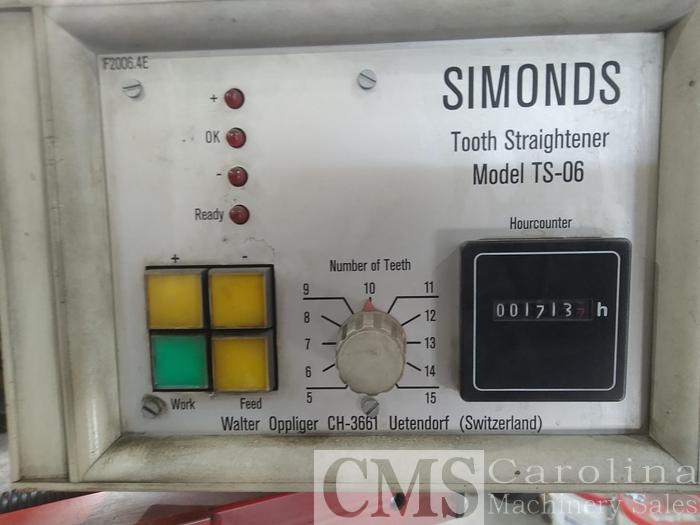 F2006.4E
SIMONDS
Tooth Straightener
Model TS-06
+
OK
-
Ready
Hourcounter
001713 h
+ -
Number of Teeth
9 10 11
8 12
7 13
6 14
5 15
Work Feed
Walter Oppliger CH-3661 Uetendorf (Switzerland)
CMS Carolina
Machinery Sales